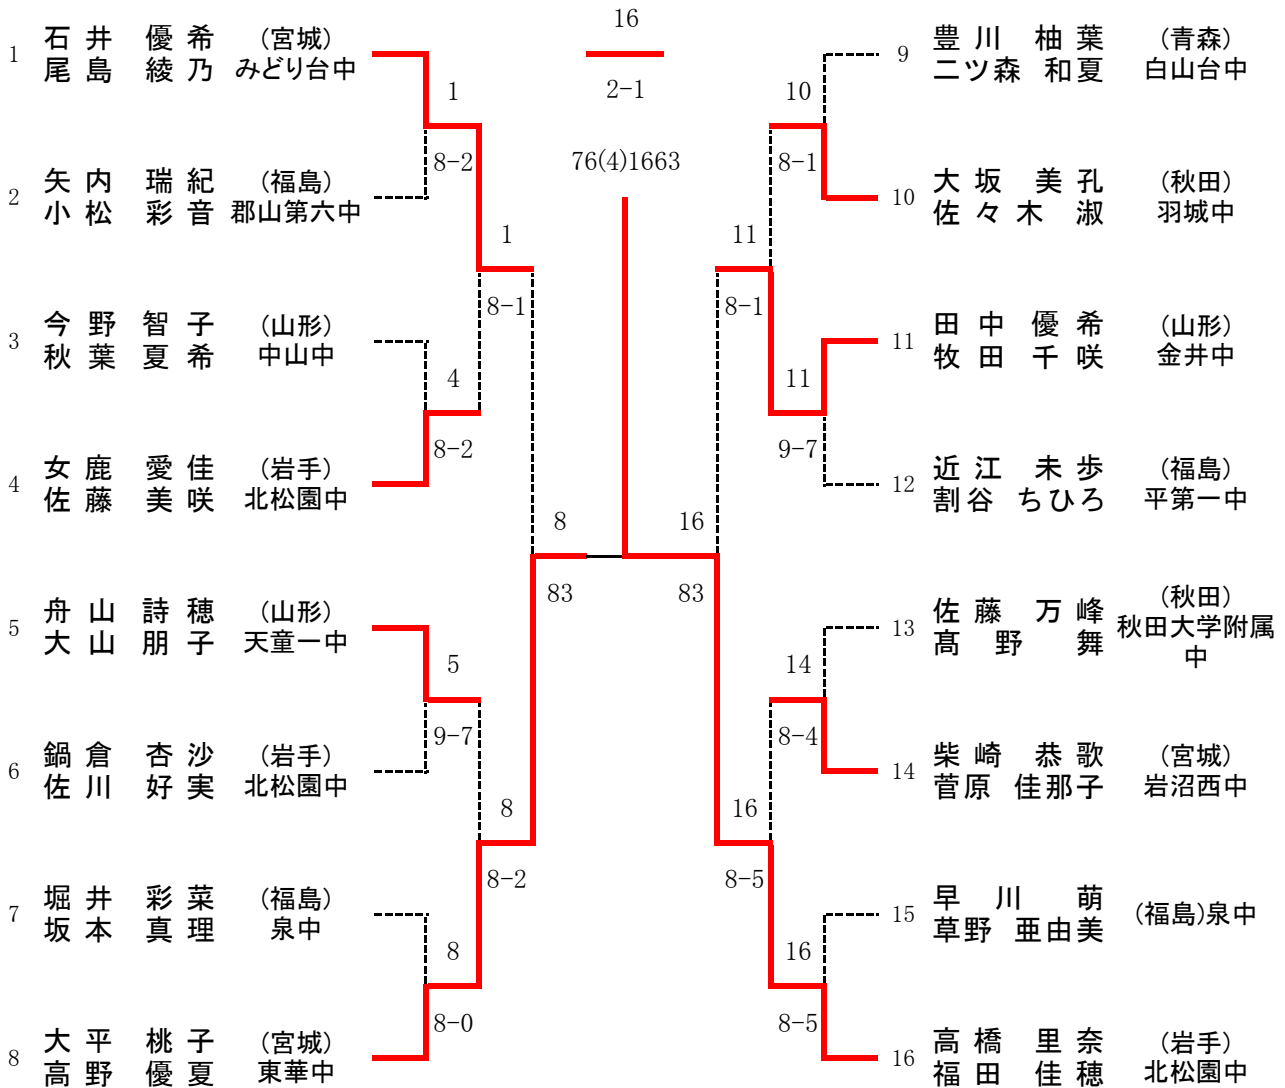 16
2-1
76(4)1663
1 石井 優希 (宮城)
尾島 綾乃 みどり台中
1
8-2
2 矢内 瑞紀 (福島)
小松 彩音 郡山第六中
1
8-1
3 今野 智子 (山形)
秋葉 夏希 中山中
4
8-2
4 女鹿 愛佳 (岩手)
佐藤 美咲 北松園中
8
83
5 舟山 詩穂 (山形)
大山 朋子 天童一中
5
9-7
6 鍋倉 杏沙 (岩手)
佐川 好実 北松園中
8
8-2
7 堀井 彩菜 (福島)
坂本 真理 泉中
8
8-0
8 大平 桃子 (宮城)
高野 優夏 東華中
9 豊川 柚葉 (青森)
二ツ森 和夏 白山台中
10
8-1
10 大坂 美孔 (秋田)
佐々木 淑 羽城中
11
8-1
11 田中 優希 (山形)
牧田 千咲 金井中
11
9-7
12 近江 未歩 (福島)
割谷 ちひろ 平第一中
16
83
13 佐藤 万峰 (秋田)
髙野 舞 秋田大学附属
中
14
8-4
14 柴崎 恭歌 (宮城)
菅原 佳那子 岩沼西中
16
8-5
15 早川 萌 (福島)泉中
草野 亜由美
16
8-5
16 高橋 里奈 (岩手)
福田 佳穂 北松園中